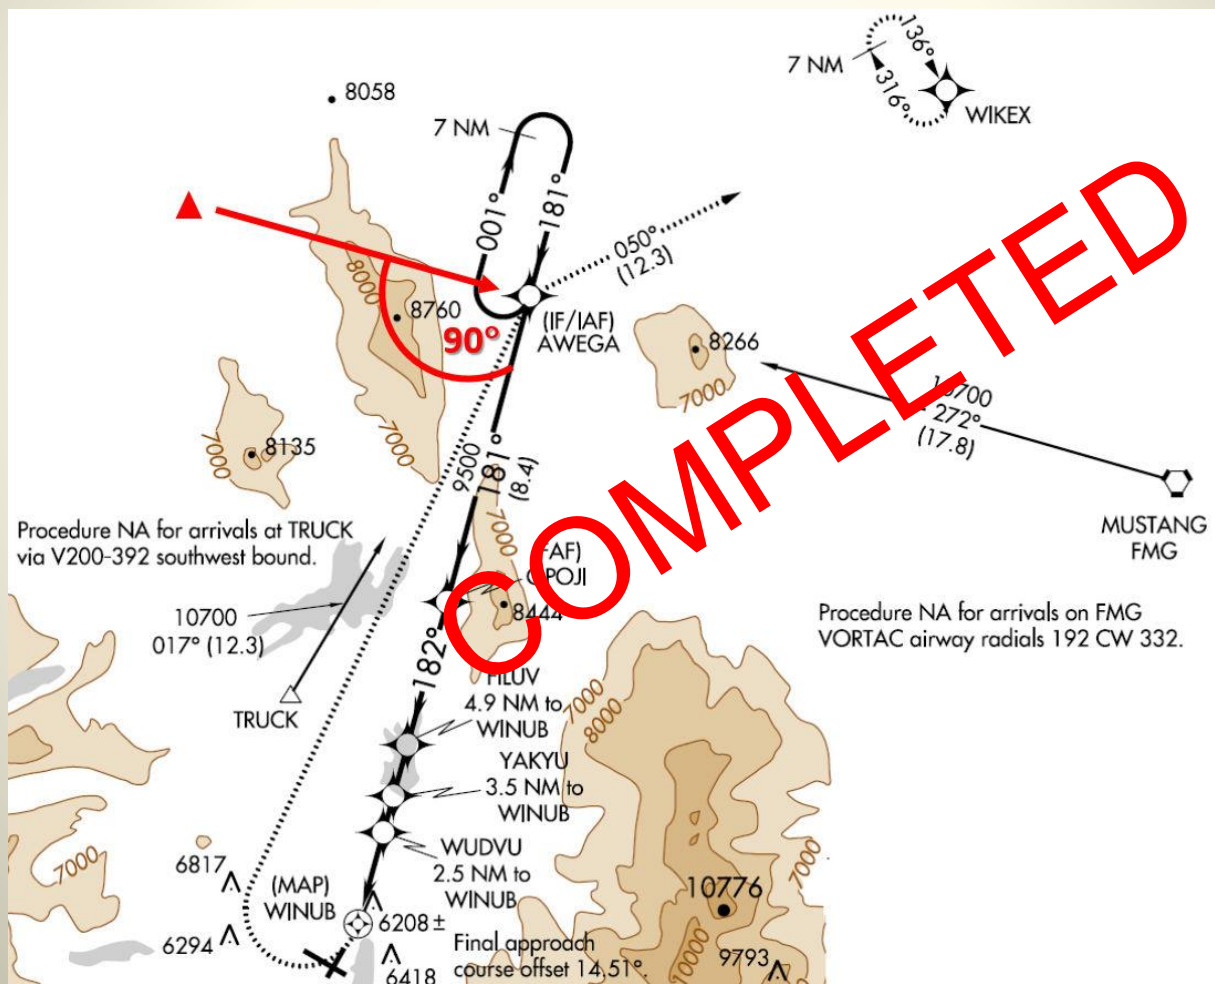 8058
7 NM
136°
316°
7 NM
WIKEX
001°
181°
050°
(12.3)
8000
8760
90°
(IF/IAF)
AWEGA
8266
7000
272°
(17.8)
COMPLETED
7000
8135
7000
9500
181°
(8.4)
7000
MUSTANG
FMG
Procedure NA for arrivals at TRUCK
via V200-392 southwest bound.
8444
10700
017° (12.3)
Procedure NA for arrivals on FMG
VORTAC airway radials 192 CW 332.
182°
TRUCK
4.9 NM to
WINUB
7000
8000
YAKYU
3.5 NM to
WINUB
WUDVU
2.5 NM to
WINUB
7000
7000
6817
(MAP)
WINUB
10776
6208±
6294
Final approach
course offset 14.51°.
6418
10000
9793